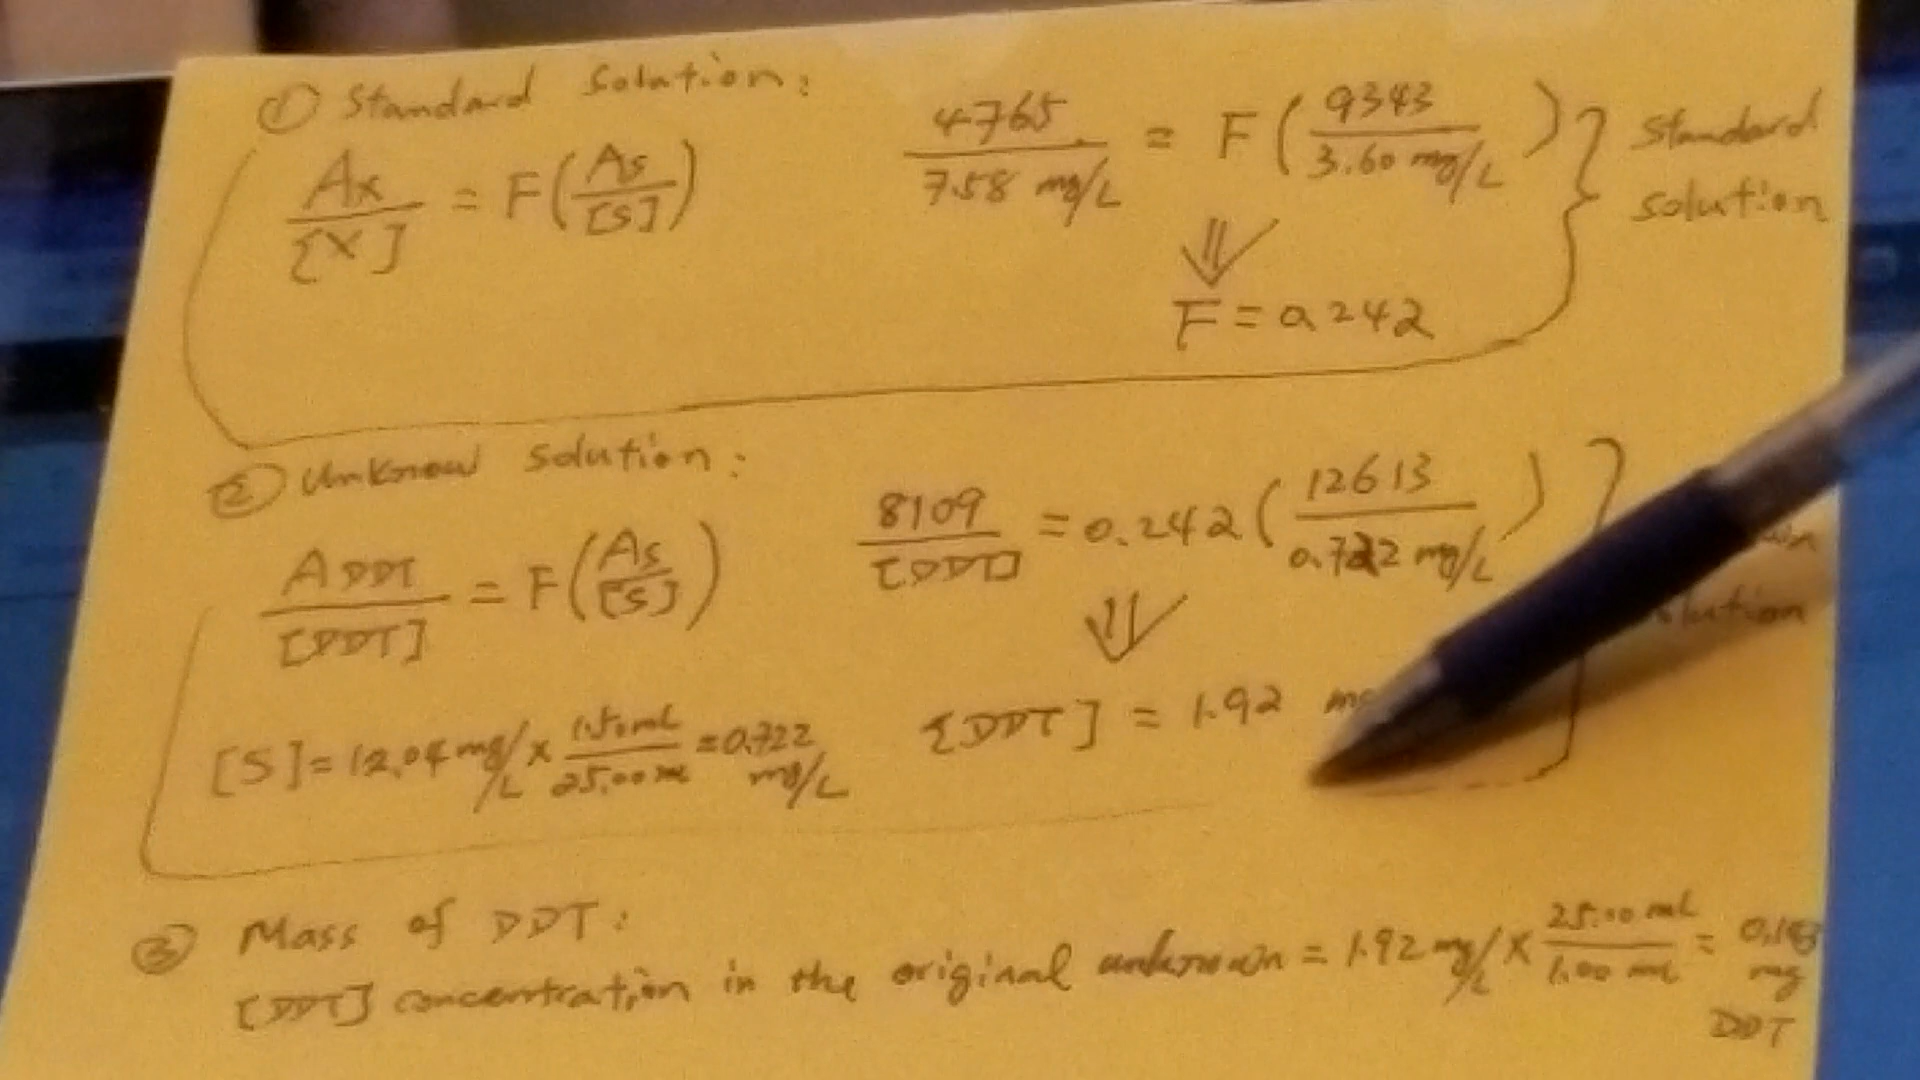 ① Standard Solution:
Ax/[X] = F(As/[S])
4765/7.58 mg/L = F(9343/3.60 mg/L)
Standard
solution
⇓
F = 0.242
② Unknow solution:
ADDT/[DDT] = F(As/[S])
8109/[DDT] = 0.242(12613/0.722 mg/L)
⇓
[S] = 12.04 mg/L × 1.50 mL/25.00 mL = 0.722 mg/L
[DDT] = 1.92
③ Mass of DDT:
[DDT] concentration in the original unknown = 1.92 mg/L × 25.00 mL/1.00 mL =
mg
DDT